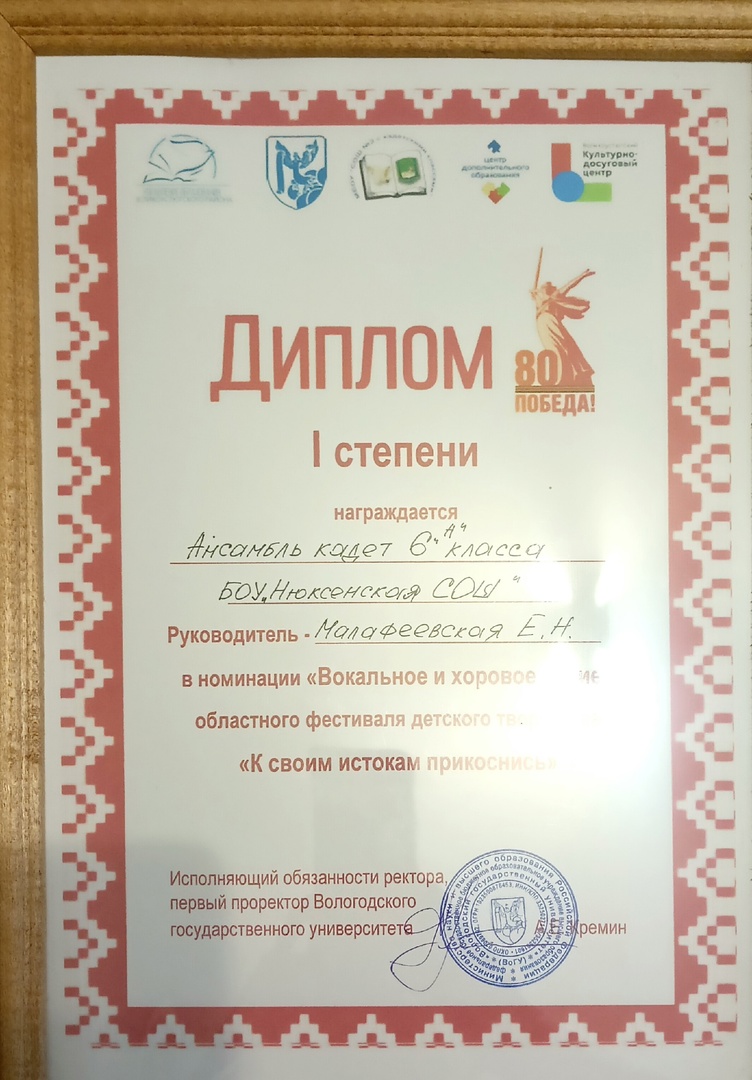 центр
дополнительного
образования
Культурно-
досуговый
центр
ДИПЛОМ
80
ПОБЕДА!
I степени
награждается
Ансамбль кадет 6 "А" класса
БОУ „Нюксенская СОШ"
Руководитель - Малафеевская Е.Н.
в номинации «Вокальное и хоровое
областного фестиваля детского
«К своим истокам прикоснись»
Исполняющий обязанности ректора,
первый проректор Вологодского
государственного университета
Кремин